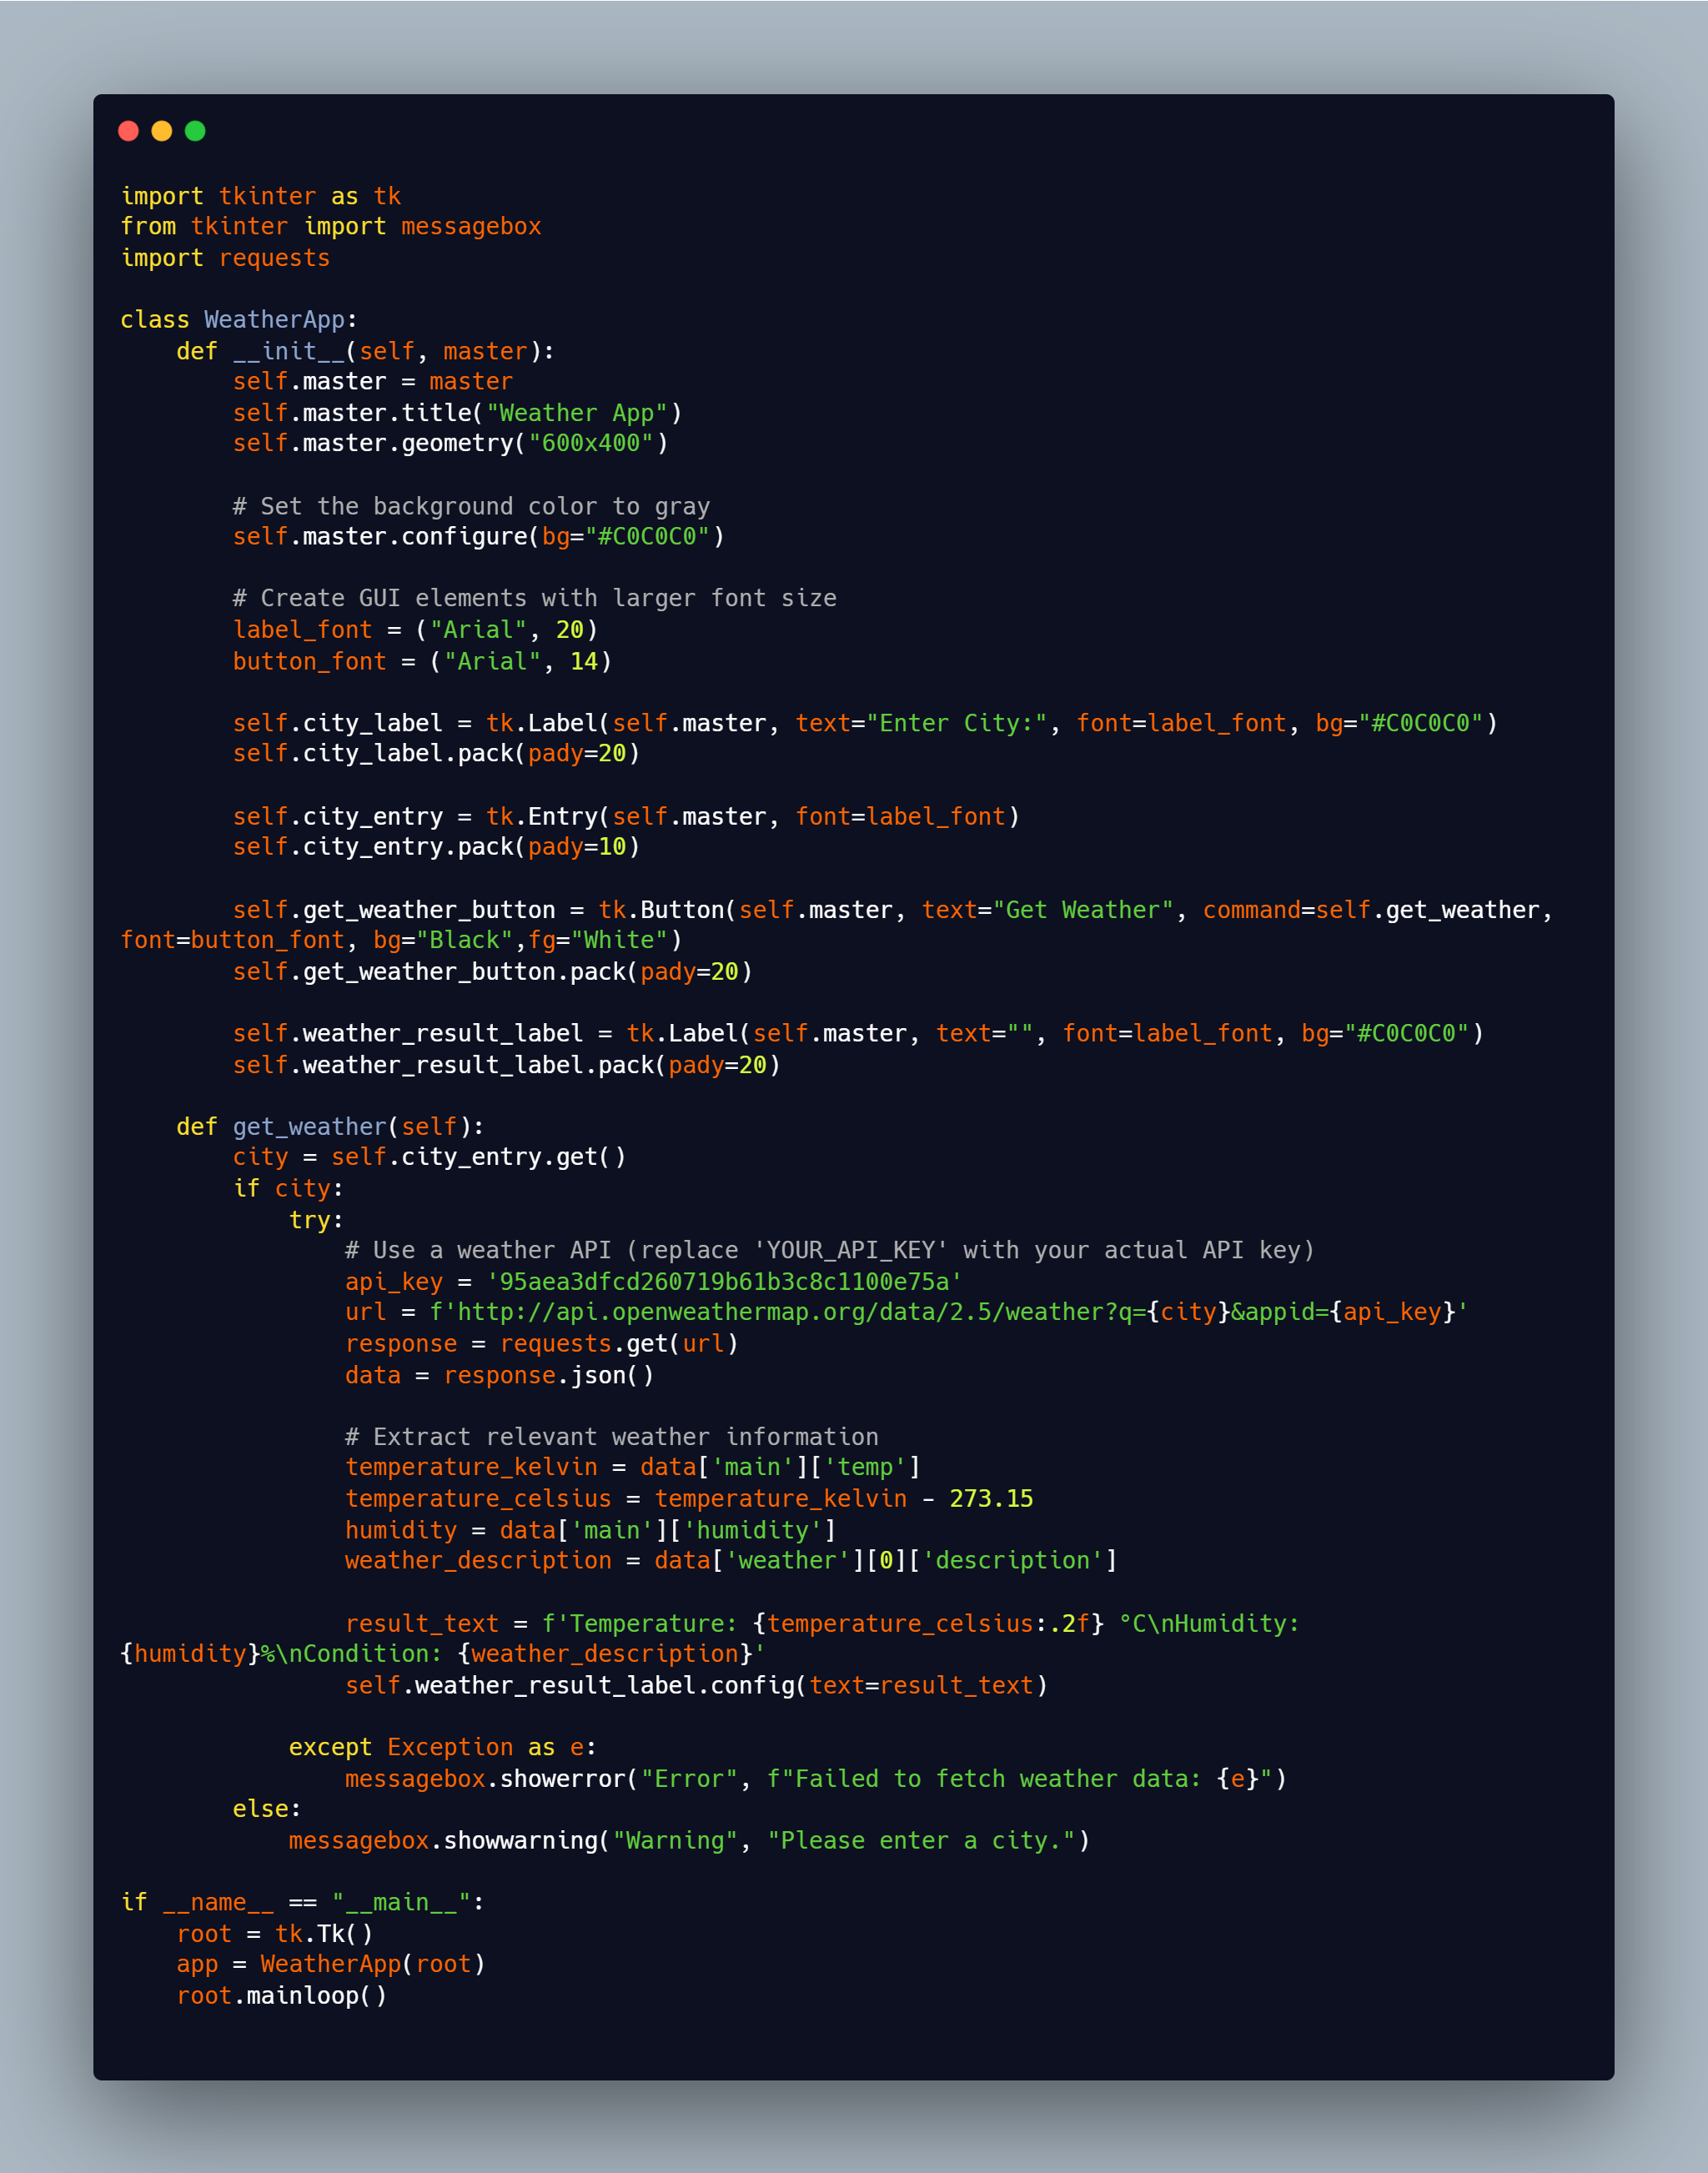 import tkinter as tk
from tkinter import messagebox
import requests

class WeatherApp:
    def __init__(self, master):
        self.master = master
        self.master.title("Weather App")
        self.master.geometry("600x400")

        # Set the background color to gray
        self.master.configure(bg="#C0C0C0")

        # Create GUI elements with larger font size
        label_font = ("Arial", 20)
        button_font = ("Arial", 14)

        self.city_label = tk.Label(self.master, text="Enter City:", font=label_font, bg="#C0C0C0")
        self.city_label.pack(pady=20)

        self.city_entry = tk.Entry(self.master, font=label_font)
        self.city_entry.pack(pady=10)

        self.get_weather_button = tk.Button(self.master, text="Get Weather", command=self.get_weather,
font=button_font, bg="Black",fg="White")
        self.get_weather_button.pack(pady=20)

        self.weather_result_label = tk.Label(self.master, text="", font=label_font, bg="#C0C0C0")
        self.weather_result_label.pack(pady=20)

    def get_weather(self):
        city = self.city_entry.get()
        if city:
            try:
                # Use a weather API (replace 'YOUR_API_KEY' with your actual API key)
                api_key = '95aea3dfcd260719b61b3c8c1100e75a'
                url = f'http://api.openweathermap.org/data/2.5/weather?q={city}&appid={api_key}'
                response = requests.get(url)
                data = response.json()

                # Extract relevant weather information
                temperature_kelvin = data['main']['temp']
                temperature_celsius = temperature_kelvin - 273.15
                humidity = data['main']['humidity']
                weather_description = data['weather'][0]['description']

                result_text = f'Temperature: {temperature_celsius:.2f} °C\nHumidity:
{humidity}%\nCondition: {weather_description}'
                self.weather_result_label.config(text=result_text)

            except Exception as e:
                messagebox.showerror("Error", f"Failed to fetch weather data: {e}")
        else:
            messagebox.showwarning("Warning", "Please enter a city.")

if __name__ == "__main__":
    root = tk.Tk()
    app = WeatherApp(root)
    root.mainloop()